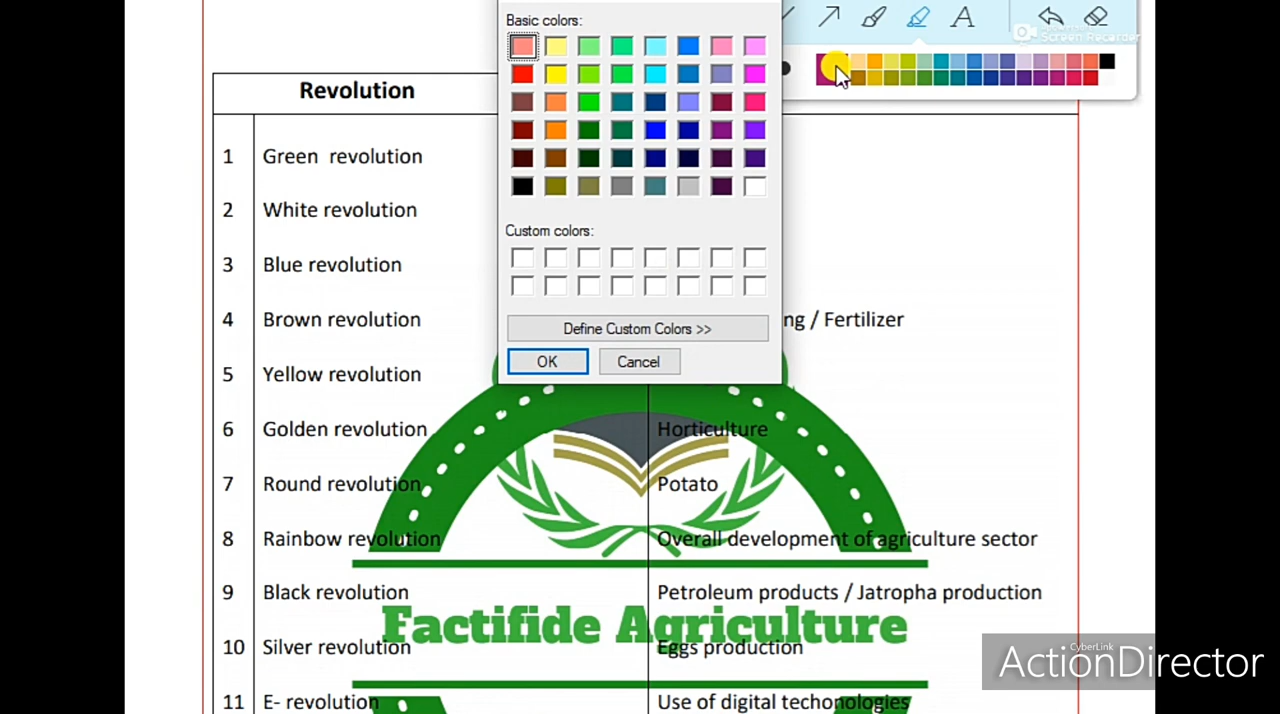 Basic colors:
A
Screen Recorder
Revolution
1 Green revolution
2 White revolution
Custom colors:
3 Blue revolution
4 Brown revolution
ng / Fertilizer
Define Custom Colors >>
OK Cancel
5 Yellow revolution
6 Golden revolution Horticulture
7 Round revolution Potato
8 Rainbow revolution Overall development of agriculture sector
9 Black revolution Petroleum products / Jatropha production
Factifide Agriculture
10 Silver revolution Eggs production
CyberLink
ActionDirector
11 E- revolution Use of digital techonologies